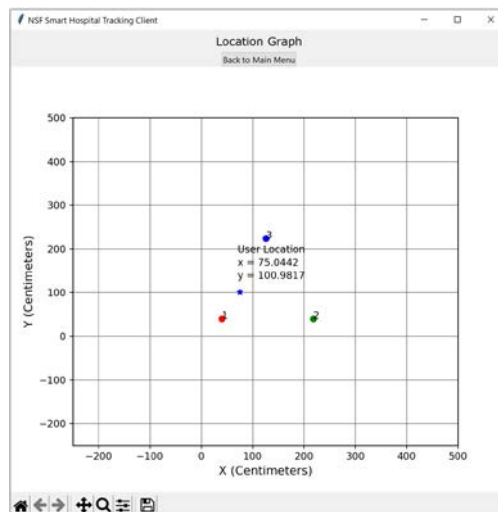 NSF Smart Hospital Tracking Client
Location Graph
Back to Main Menu
500
400
300
200
100
0
−100
−200
Y (Centimeters)
3
User Location
x = 75.0442
y = 100.9817
1
2
−200
−100
0
100
200
300
400
500
X (Centimeters)